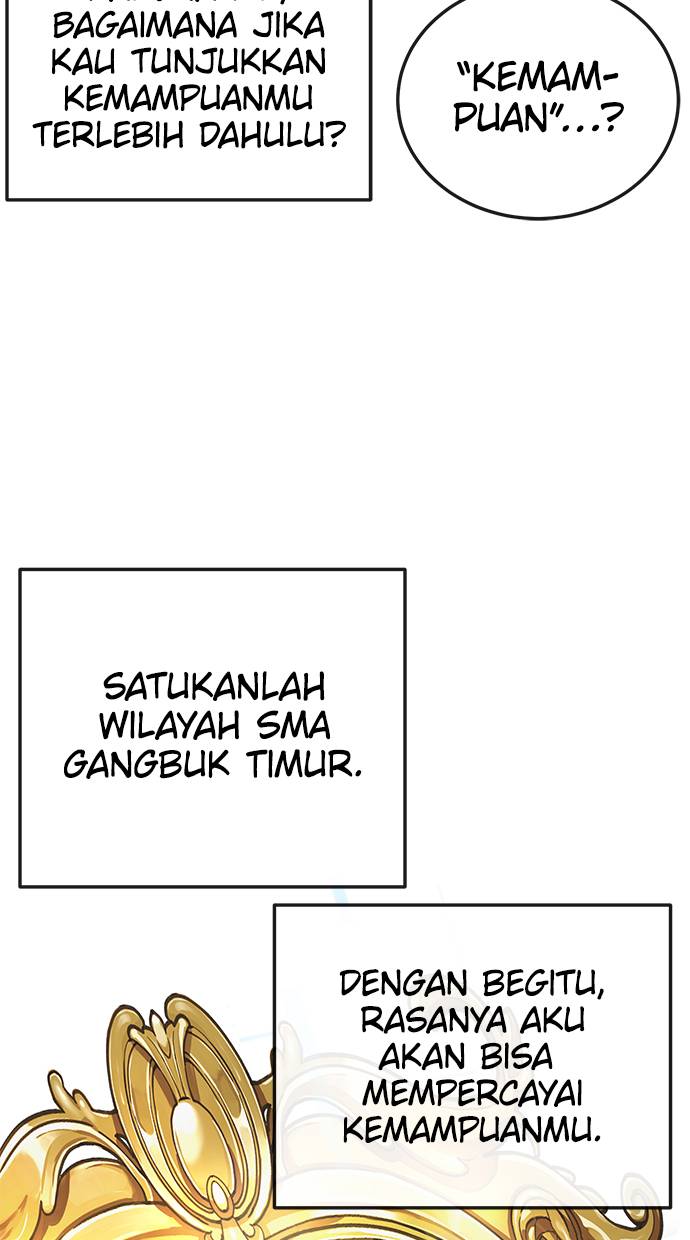 BAGAIMANA JIKA
KAU TUNJUKKAN
KEMAMPUANMU
TERLEBIH DAHULU?
"KEMAM-
PUAN"...?
SATUKANLAH
WILAYAH SMA
GANGBUK TIMUR.
DENGAN BEGITU,
RASANYA AKU
AKAN BISA
MEMPERCAYAI
KEMAMPUANMU.